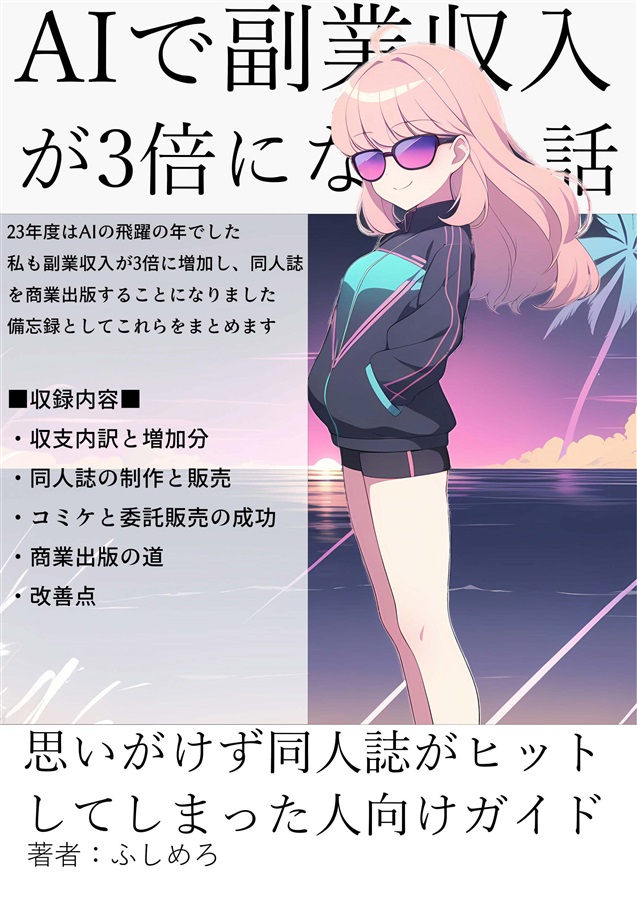 AIで副業収入
が3倍にな 話
23年度はAIの飛躍の年でした
私も副業収入が3倍に増加し、同人誌
を商業出版することになりました
備忘録としてこれらをまとめます
■収録内容■
・収支内訳と増加分
・同人誌の制作と販売
・コミケと委託販売の成功
・商業出版の道
・改善点
思いがけず同人誌がヒット
してしまった人向けガイド
著者：ふしめろ